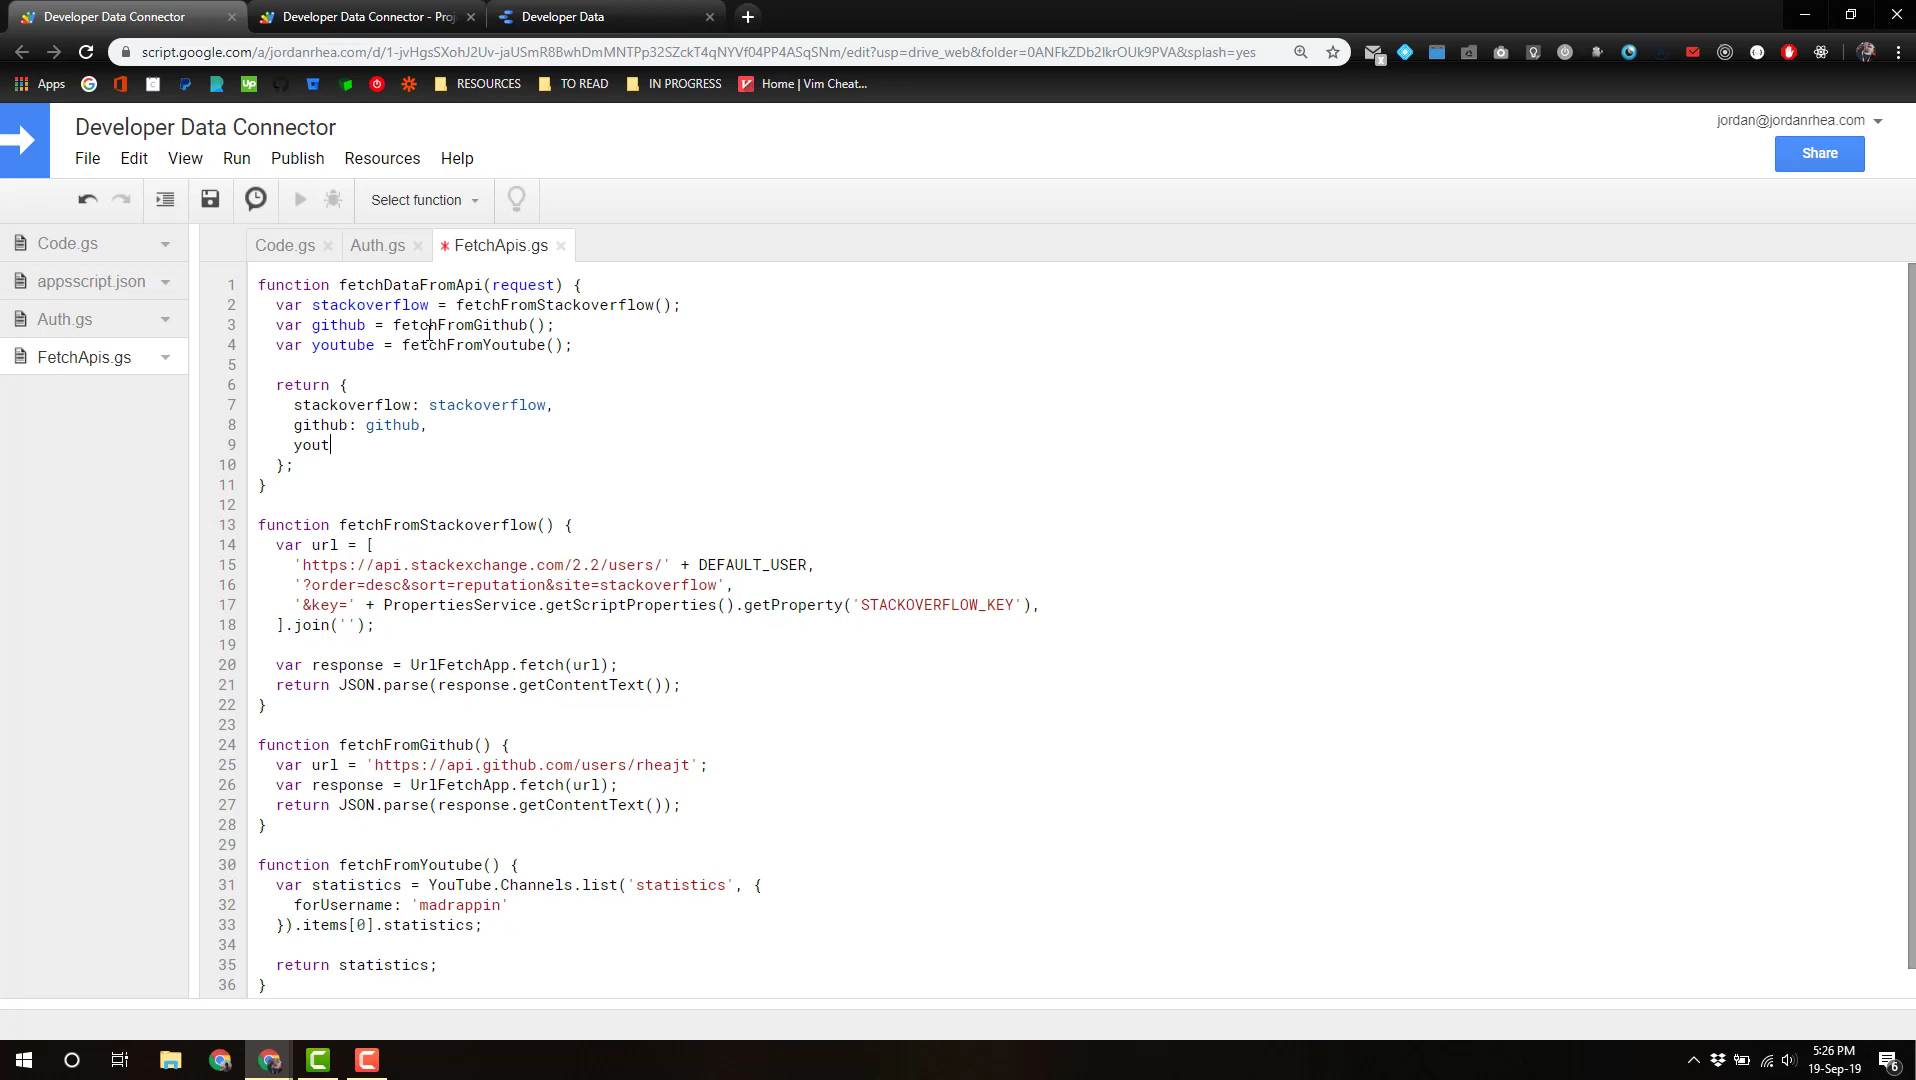 Developer Data Connector
Developer Data Connector - Proj
Developer Data
script.google.com/a/jordanrhea.com/d/1-jvHgsSXohJ2Uv-jaUSmR8BwhDmMNTPp32SZckT4qNYVf04PP4ASqSNm/edit?usp=drive_web&folder=0ANFkZDb2IkrOUk9PVA&splash=yes
Apps
Up
RESOURCES
TO READ
IN PROGRESS
Home | Vim Cheat...
Developer Data Connector
jordan@jordanrhea.com
File Edit View Run Publish Resources Help
Share
Select function
Code.gs
appsscript.json
Auth.gs
FetchApis.gs
Code.gs
Auth.gs
* FetchApis.gs
1 function fetchDataFromApi(request) {
2 var stackoverflow = fetchFromStackoverflow();
3 var github = fetchFromGithub();
4 var youtube = fetchFromYoutube();
5
6 return {
7 stackoverflow: stackoverflow,
8 github: github,
9 yout
10 };
11 }
12
13 function fetchFromStackoverflow() {
14 var url = [
15 'https://api.stackexchange.com/2.2/users/' + DEFAULT_USER,
16 '?order=desc&sort=reputation&site=stackoverflow',
17 '&key=' + PropertiesService.getScriptProperties().getProperty('STACKOVERFLOW_KEY'),
18 ].join('');
19
20 var response = UrlFetchApp.fetch(url);
21 return JSON.parse(response.getContentText());
22 }
23
24 function fetchFromGithub() {
25 var url = 'https://api.github.com/users/rheajt';
26 var response = UrlFetchApp.fetch(url);
27 return JSON.parse(response.getContentText());
28 }
29
30 function fetchFromYoutube() {
31 var statistics = YouTube.Channels.list('statistics', {
32 forUsername: 'madrappin'
33 }).items[0].statistics;
34
35 return statistics;
36 }
5:26 PM
19-Sep-19
6